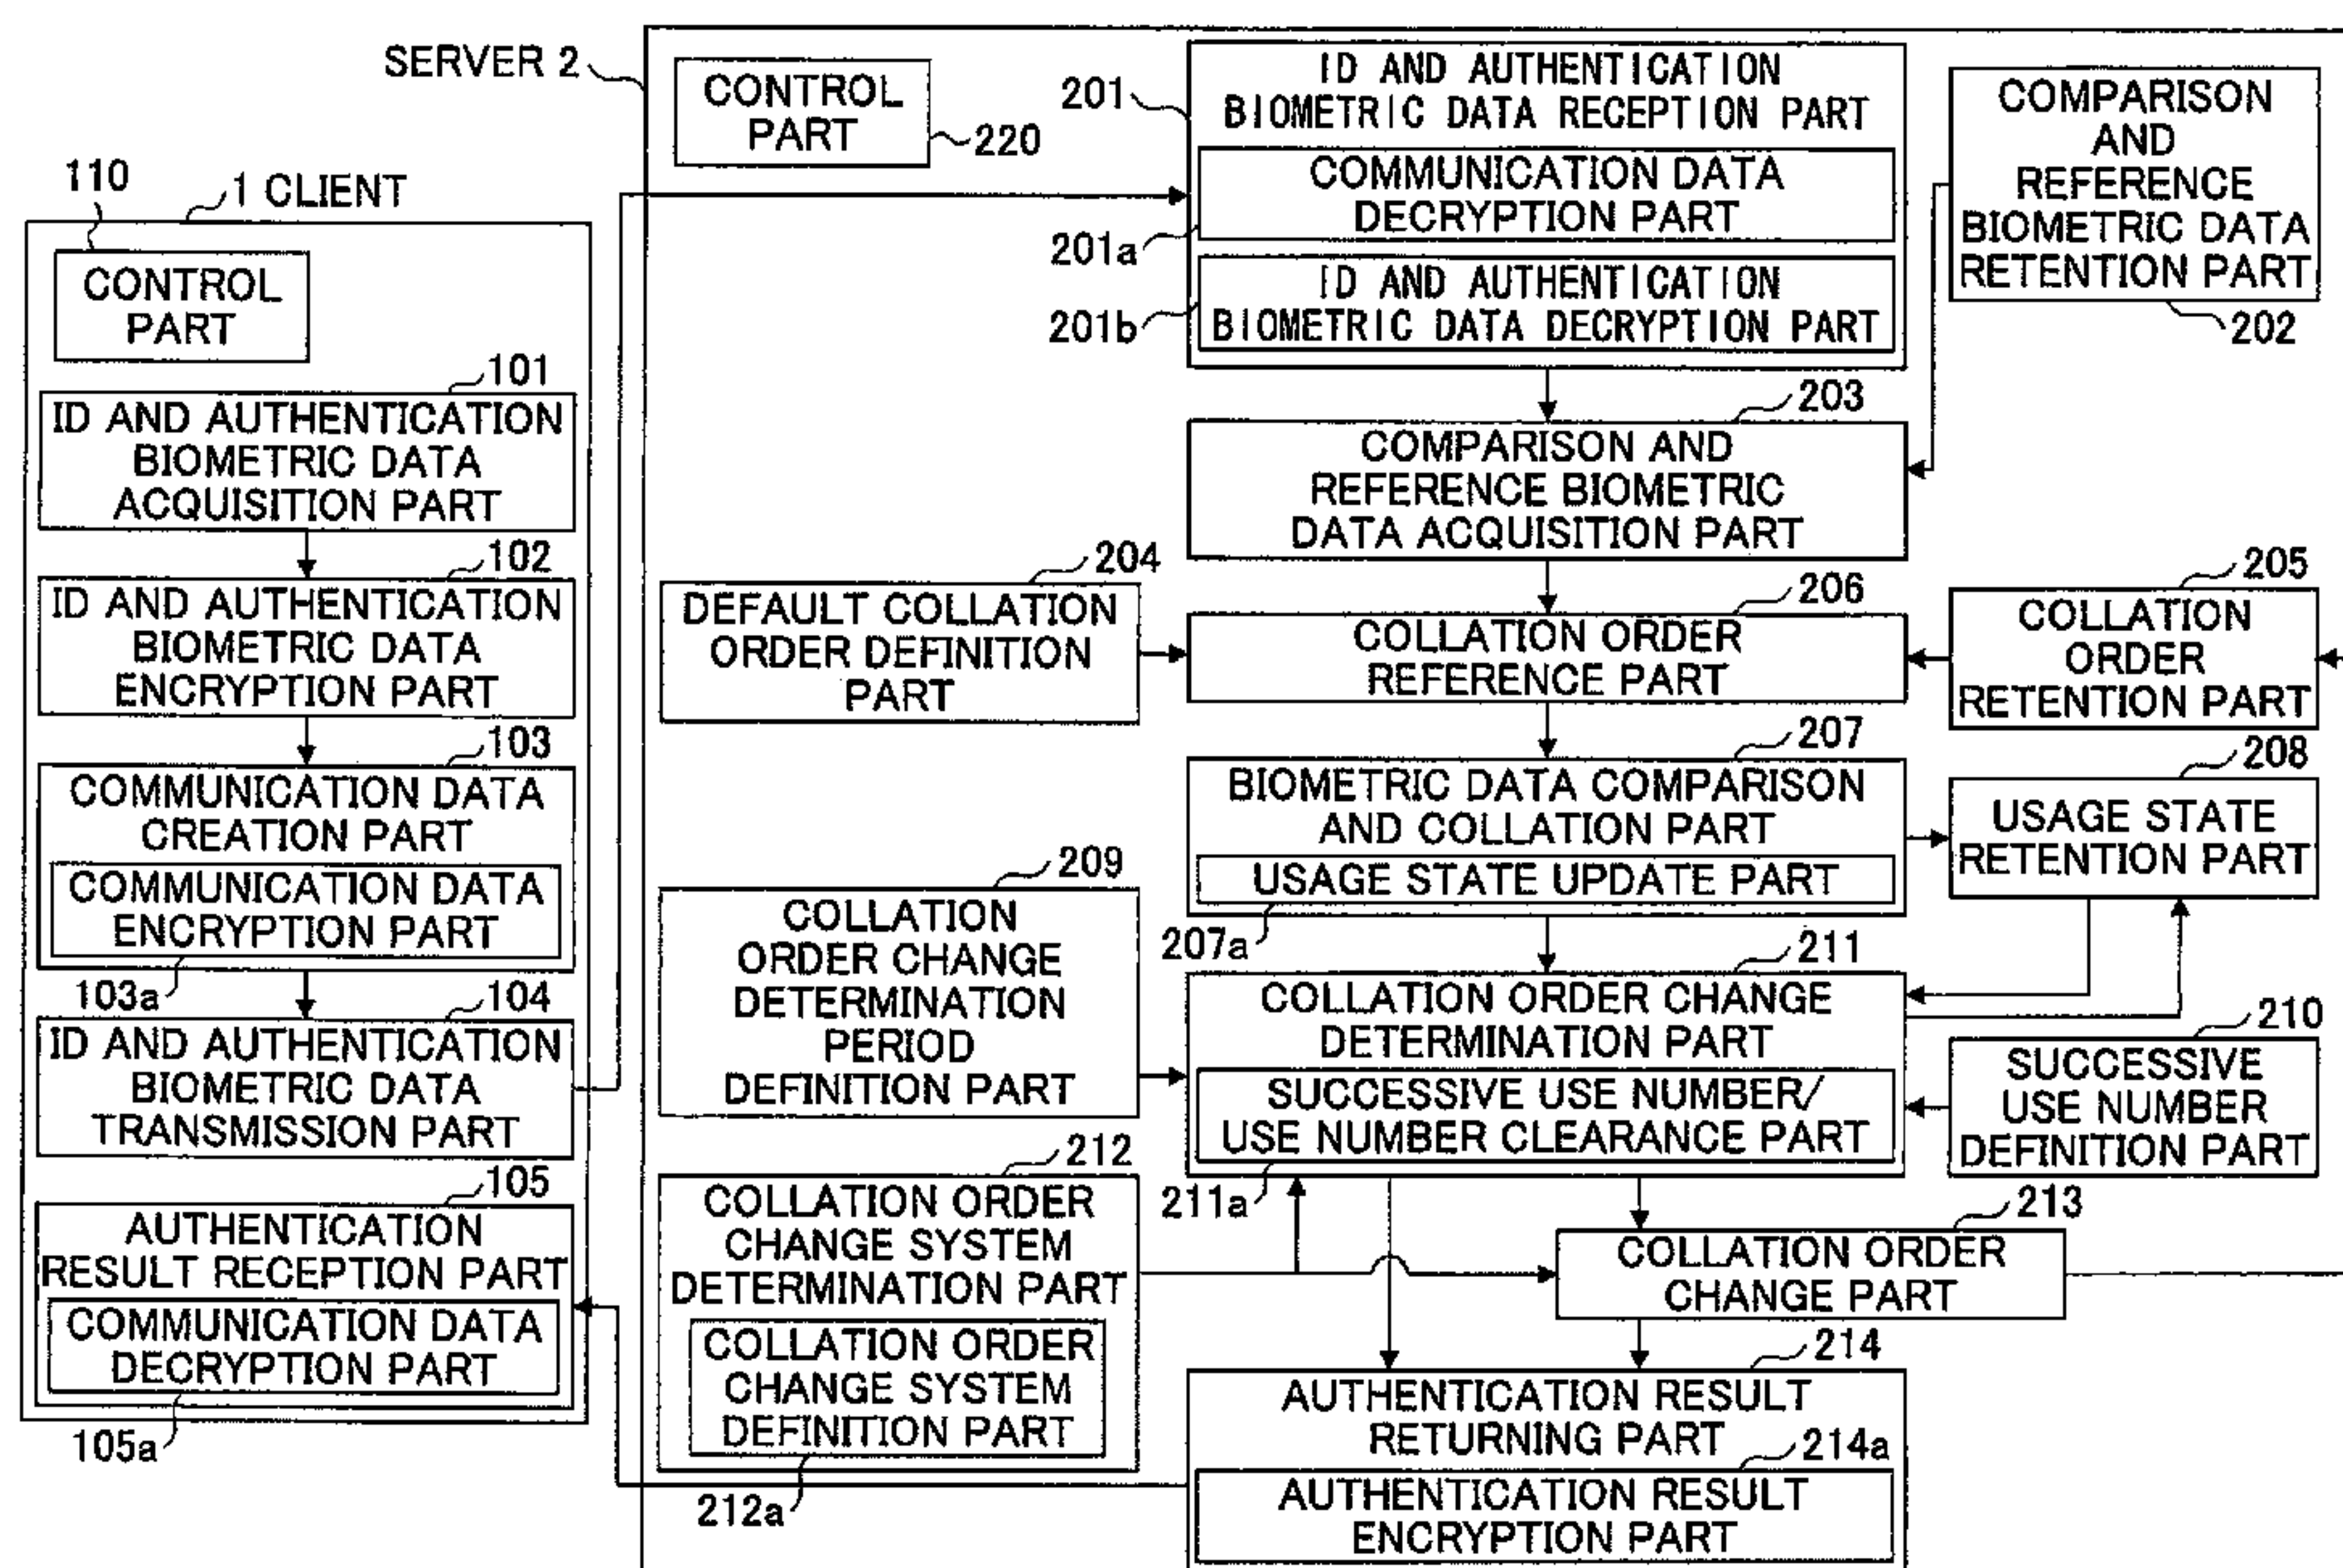 SERVER 2
CONTROL
PART
220
201
ID AND AUTHENTICATION
BIOMETRIC DATA RECEPTION PART
COMMUNICATION DATA
DECRYPTION PART
201a
ID AND AUTHENTICATION
BIOMETRIC DATA DECRYPTION PART
201b
COMPARISON
AND
REFERENCE
BIOMETRIC DATA
RETENTION PART
202
110
1 CLIENT
CONTROL
PART
101
ID AND AUTHENTICATION
BIOMETRIC DATA
ACQUISITION PART
102
ID AND AUTHENTICATION
BIOMETRIC DATA
ENCRYPTION PART
103
COMMUNICATION DATA
CREATION PART
COMMUNICATION DATA
ENCRYPTION PART
103a
104
ID AND AUTHENTICATION
BIOMETRIC DATA
TRANSMISSION PART
105
AUTHENTICATION
RESULT RECEPTION PART
COMMUNICATION DATA
DECRYPTION PART
105a
203
COMPARISON AND
REFERENCE BIOMETRIC
DATA ACQUISITION PART
204
DEFAULT COLLATION
ORDER DEFINITION
PART
206
COLLATION ORDER
REFERENCE PART
205
COLLATION
ORDER
RETENTION PART
207
BIOMETRIC DATA COMPARISON
AND COLLATION PART
USAGE STATE UPDATE PART
207a
208
USAGE STATE
RETENTION PART
209
COLLATION
ORDER CHANGE
DETERMINATION
PERIOD
DEFINITION PART
211
COLLATION ORDER CHANGE
DETERMINATION PART
SUCCESSIVE USE NUMBER/
USE NUMBER CLEARANCE PART
211a
210
SUCCESSIVE
USE NUMBER
DEFINITION PART
212
COLLATION ORDER
CHANGE SYSTEM
DETERMINATION PART
COLLATION ORDER
CHANGE SYSTEM
DEFINITION PART
212a
213
COLLATION ORDER
CHANGE PART
214
AUTHENTICATION RESULT
RETURNING PART
214a
AUTHENTICATION RESULT
ENCRYPTION PART